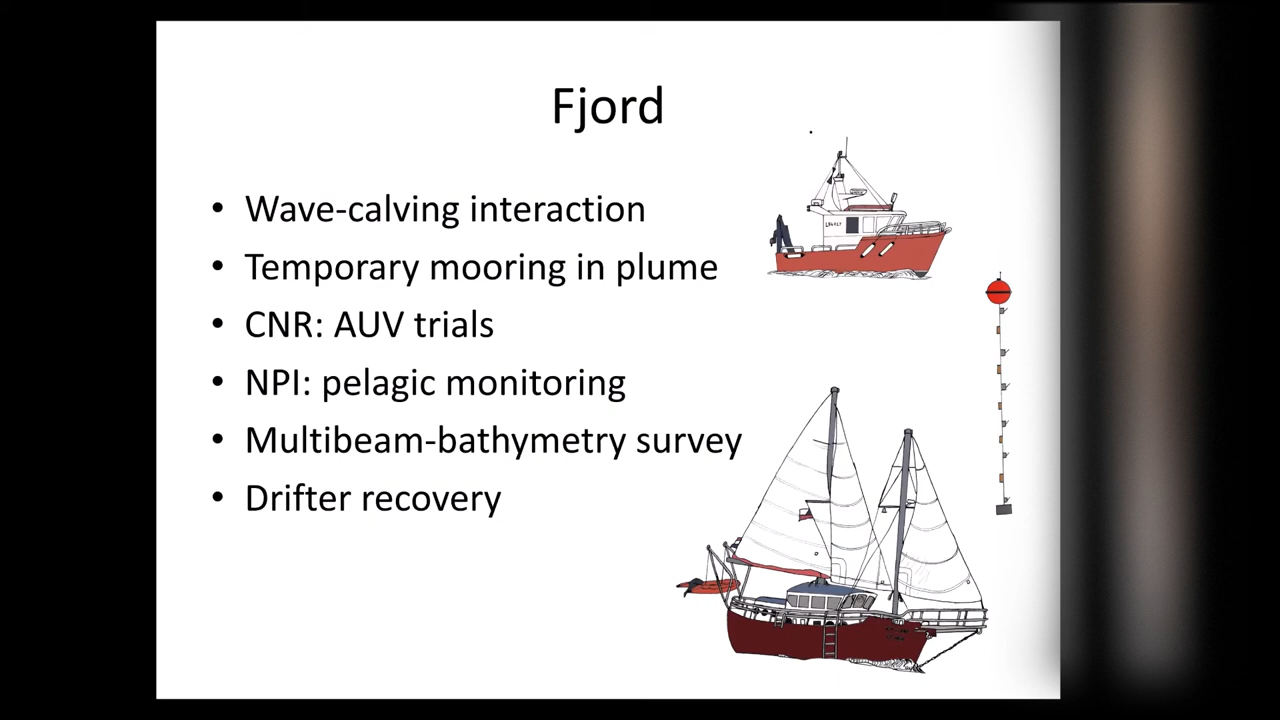 Fjord
• Wave-calving interaction
• Temporary mooring in plume
• CNR: AUV trials
• NPI: pelagic monitoring
• Multibeam-bathymetry survey
• Drifter recovery